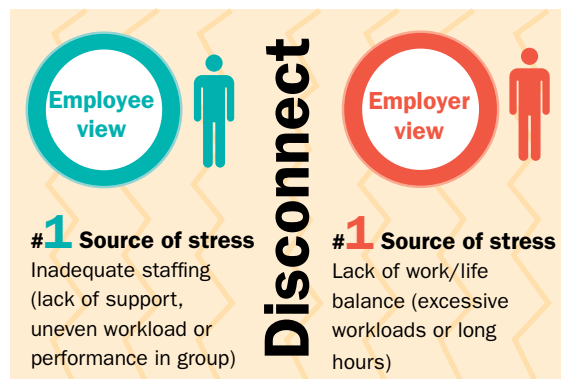 Employee
view
#1 Source of stress
Inadequate staffing
(lack of support,
uneven workload or
performance in group)
Disconnect
Employer
view
#1 Source of stress
Lack of work/life
balance (excessive
workloads or long
hours)